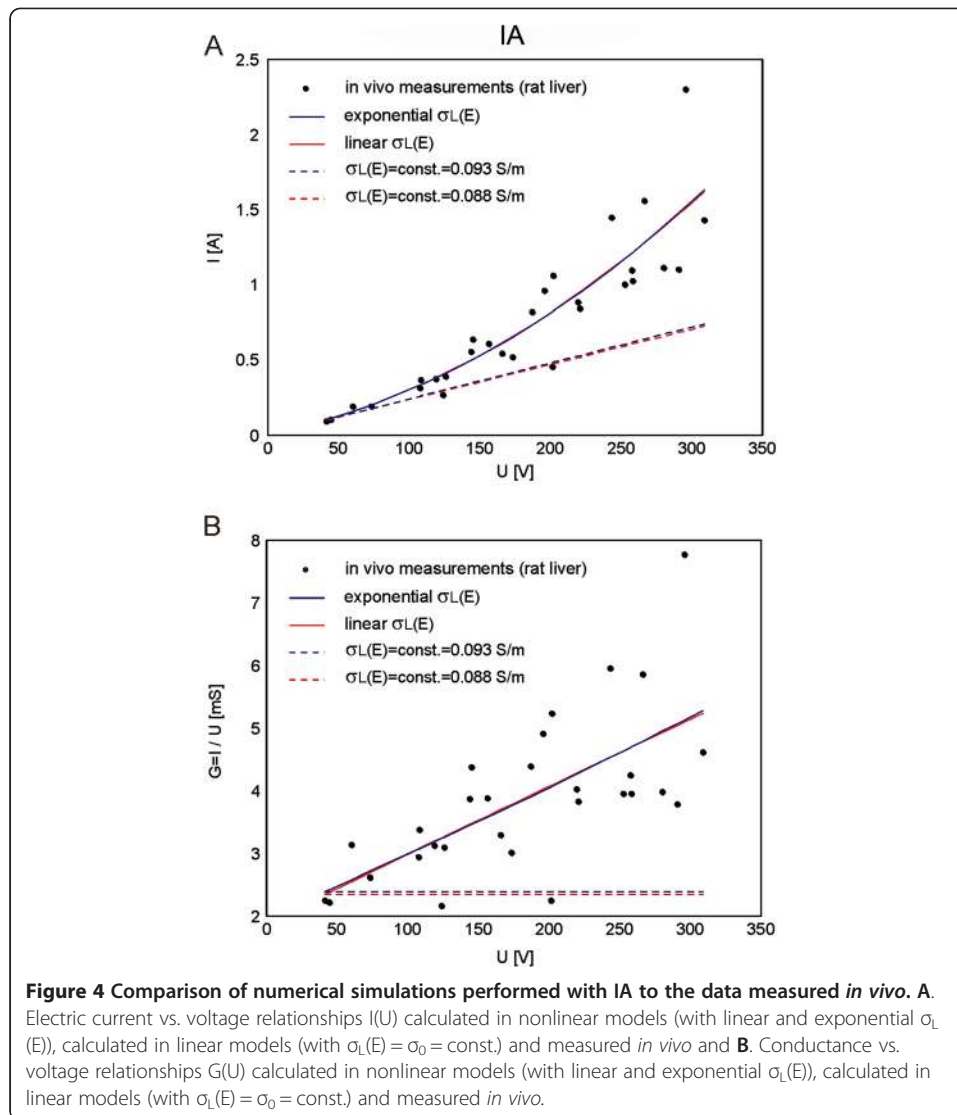 A
IA
2.5
2
1.5
1
0.5
0
I [A]
in vivo measurements (rat liver)
exponential σL(E)
linear σL(E)
σL(E)=const.=0.093 S/m
σL(E)=const.=0.088 S/m
50 100 150 200 250 300 350
U [V]
B
8
7
6
5
4
3
2
G=I / U [mS]
in vivo measurements (rat liver)
exponential σL(E)
linear σL(E)
σL(E)=const.=0.093 S/m
σL(E)=const.=0.088 S/m
0 50 100 150 200 250 300 350
U [V]
Figure 4 Comparison of numerical simulations performed with IA to the data measured in vivo. A.
Electric current vs. voltage relationships I(U) calculated in nonlinear models (with linear and exponential σL
(E)), calculated in linear models (with σL(E) = σ0 = const.) and measured in vivo and B. Conductance vs.
voltage relationships G(U) calculated in nonlinear models (with linear and exponential σL(E)), calculated in
linear models (with σL(E) = σ0 = const.) and measured in vivo.